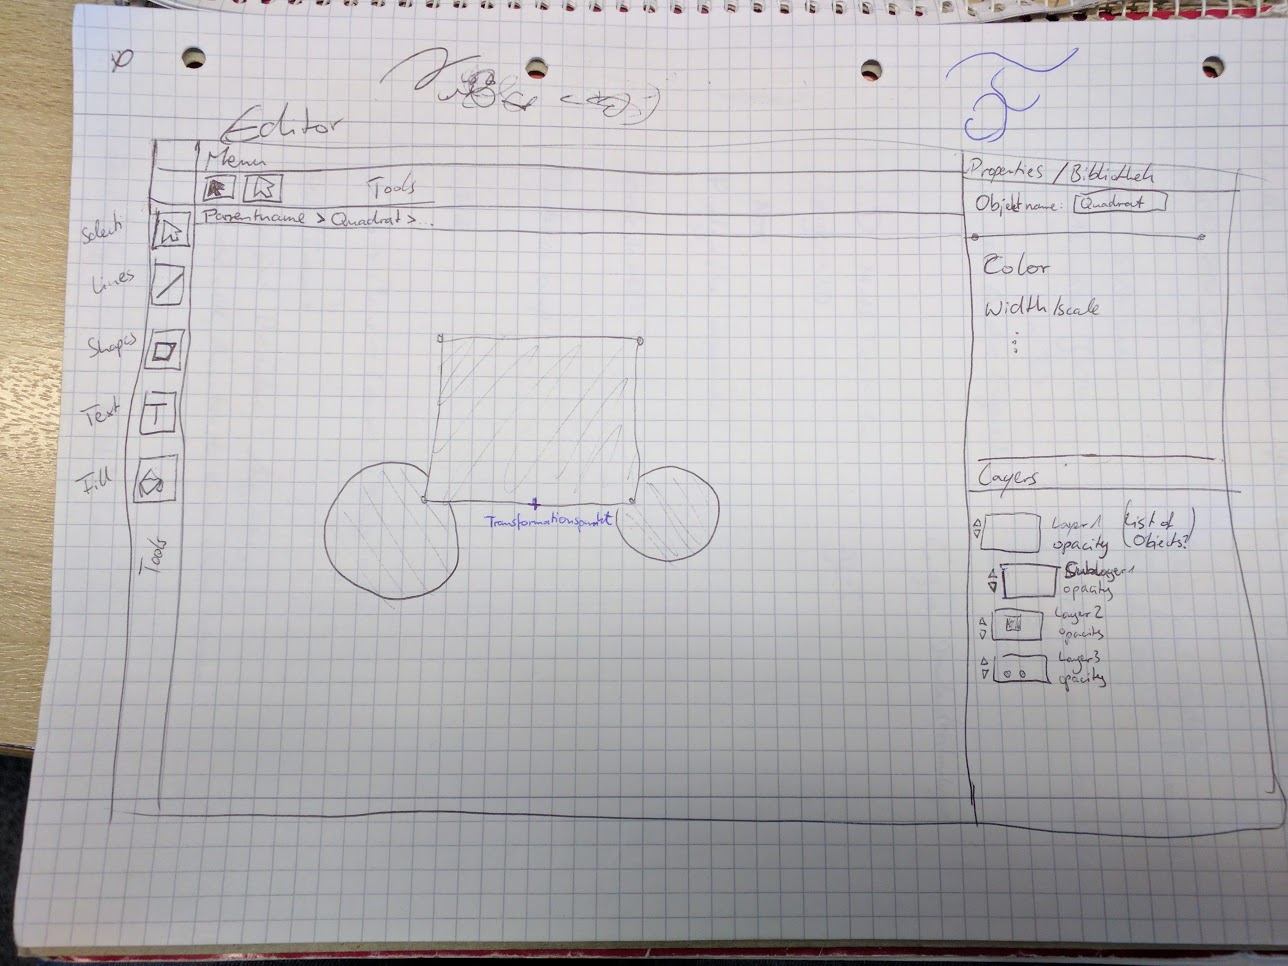 Editor
Menu
Tools
Parentname > Quadrat > ...
Select
Lines
Shapes
Text
T
Fill
Tools
Transformationspunkt
Properties / Bibliothek
Objektname: Quadrat
Color
Width/scale
Layers
Layer 1
opacity
(List of
Objects?)
Sublayer 1
opacity
Layer 2
opacity
Layer 3
opacity